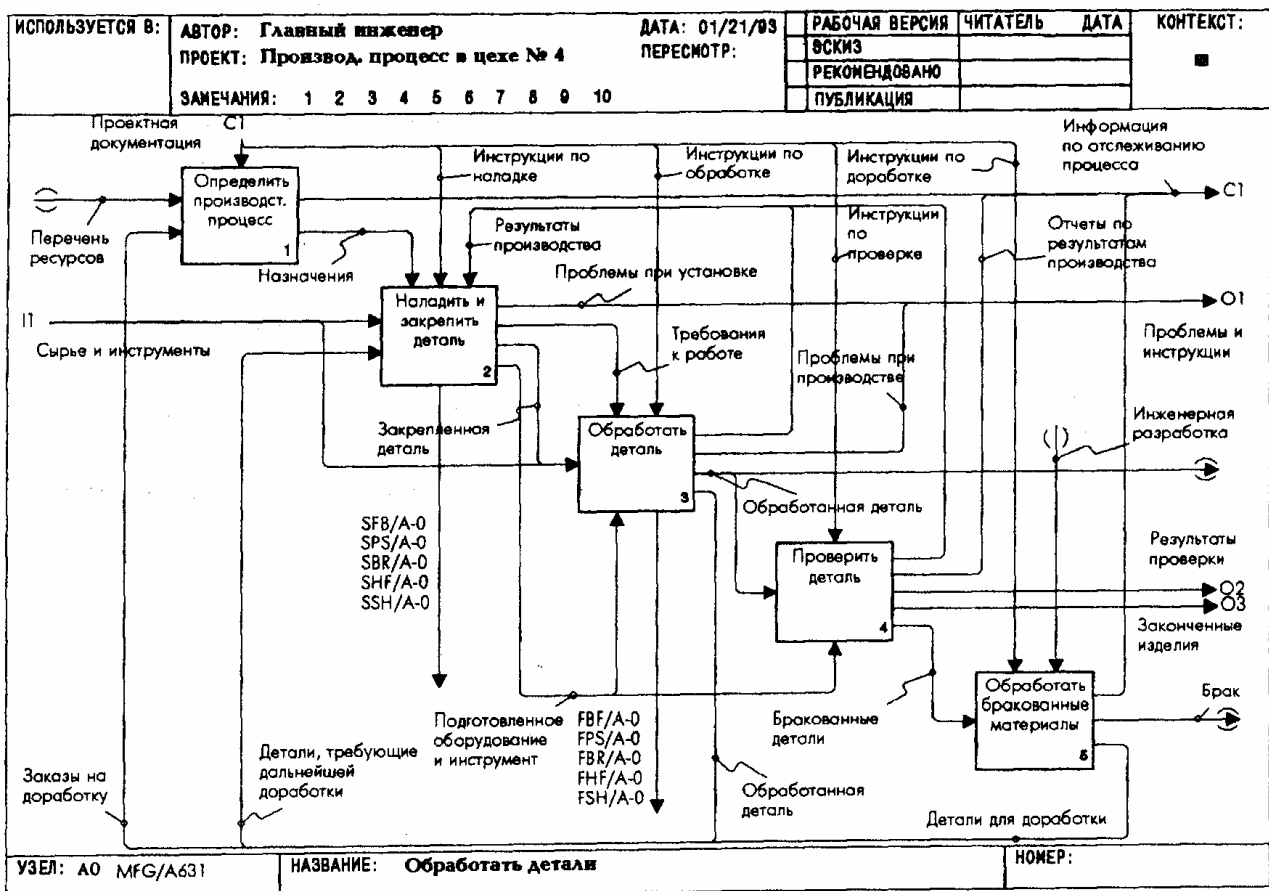 ИСПОЛЬЗУЕТСЯ В:
АВТОР: Главный инженер
ДАТА: 01/21/93
ПРОЕКТ: Производ. процесс в цехе № 4
ПЕРЕСМОТР:
ЗАМЕЧАНИЯ: 1 2 3 4 5 6 7 8 9 10
РАБОЧАЯ ВЕРСИЯ
ЭСКИЗ
РЕКОМЕНДОВАНО
ПУБЛИКАЦИЯ
ЧИТАТЕЛЬ ДАТА
КОНТЕКСТ:
Проектная
документация
C1
Инструкции по
наладке
Инструкции по
обработке
Инструкции по
доработке
Информация
по отслеживанию
процесса
C1
Определить
производст.
процесс
1
Перечень
ресурсов
Назначения
Результаты
производства
Инструкции
по
проверке
Отчеты по
результатам
производства
Проблемы при установке
O1
I1
Сырье и инструменты
Наладить и
закрепить
деталь
2
Требования
к работе
Проблемы при
производстве
Проблемы и
инструкции
Закрепленная
деталь
Обработать
деталь
3
Инженерная
разработка
Обработанная деталь
SFB/A-0
SPS/A-0
SBR/A-0
SHF/A-0
SSH/A-0
Проверить
деталь
4
Результаты
проверки
O2
O3
Законченные
изделия
Обработать
бракованные
материалы
5
Брак
Подготовленное
оборудование
и инструмент
FBF/A-0
FPS/A-0
FBR/A-0
FHF/A-0
FSH/A-0
Бракованные
детали
Заказы на
доработку
Детали, требующие
дальнейшей
доработки
Обработанная
деталь
Детали для доработки
УЗЕЛ: A0 MFG/A631
НАЗВАНИЕ: Обработать детали
НОМЕР: